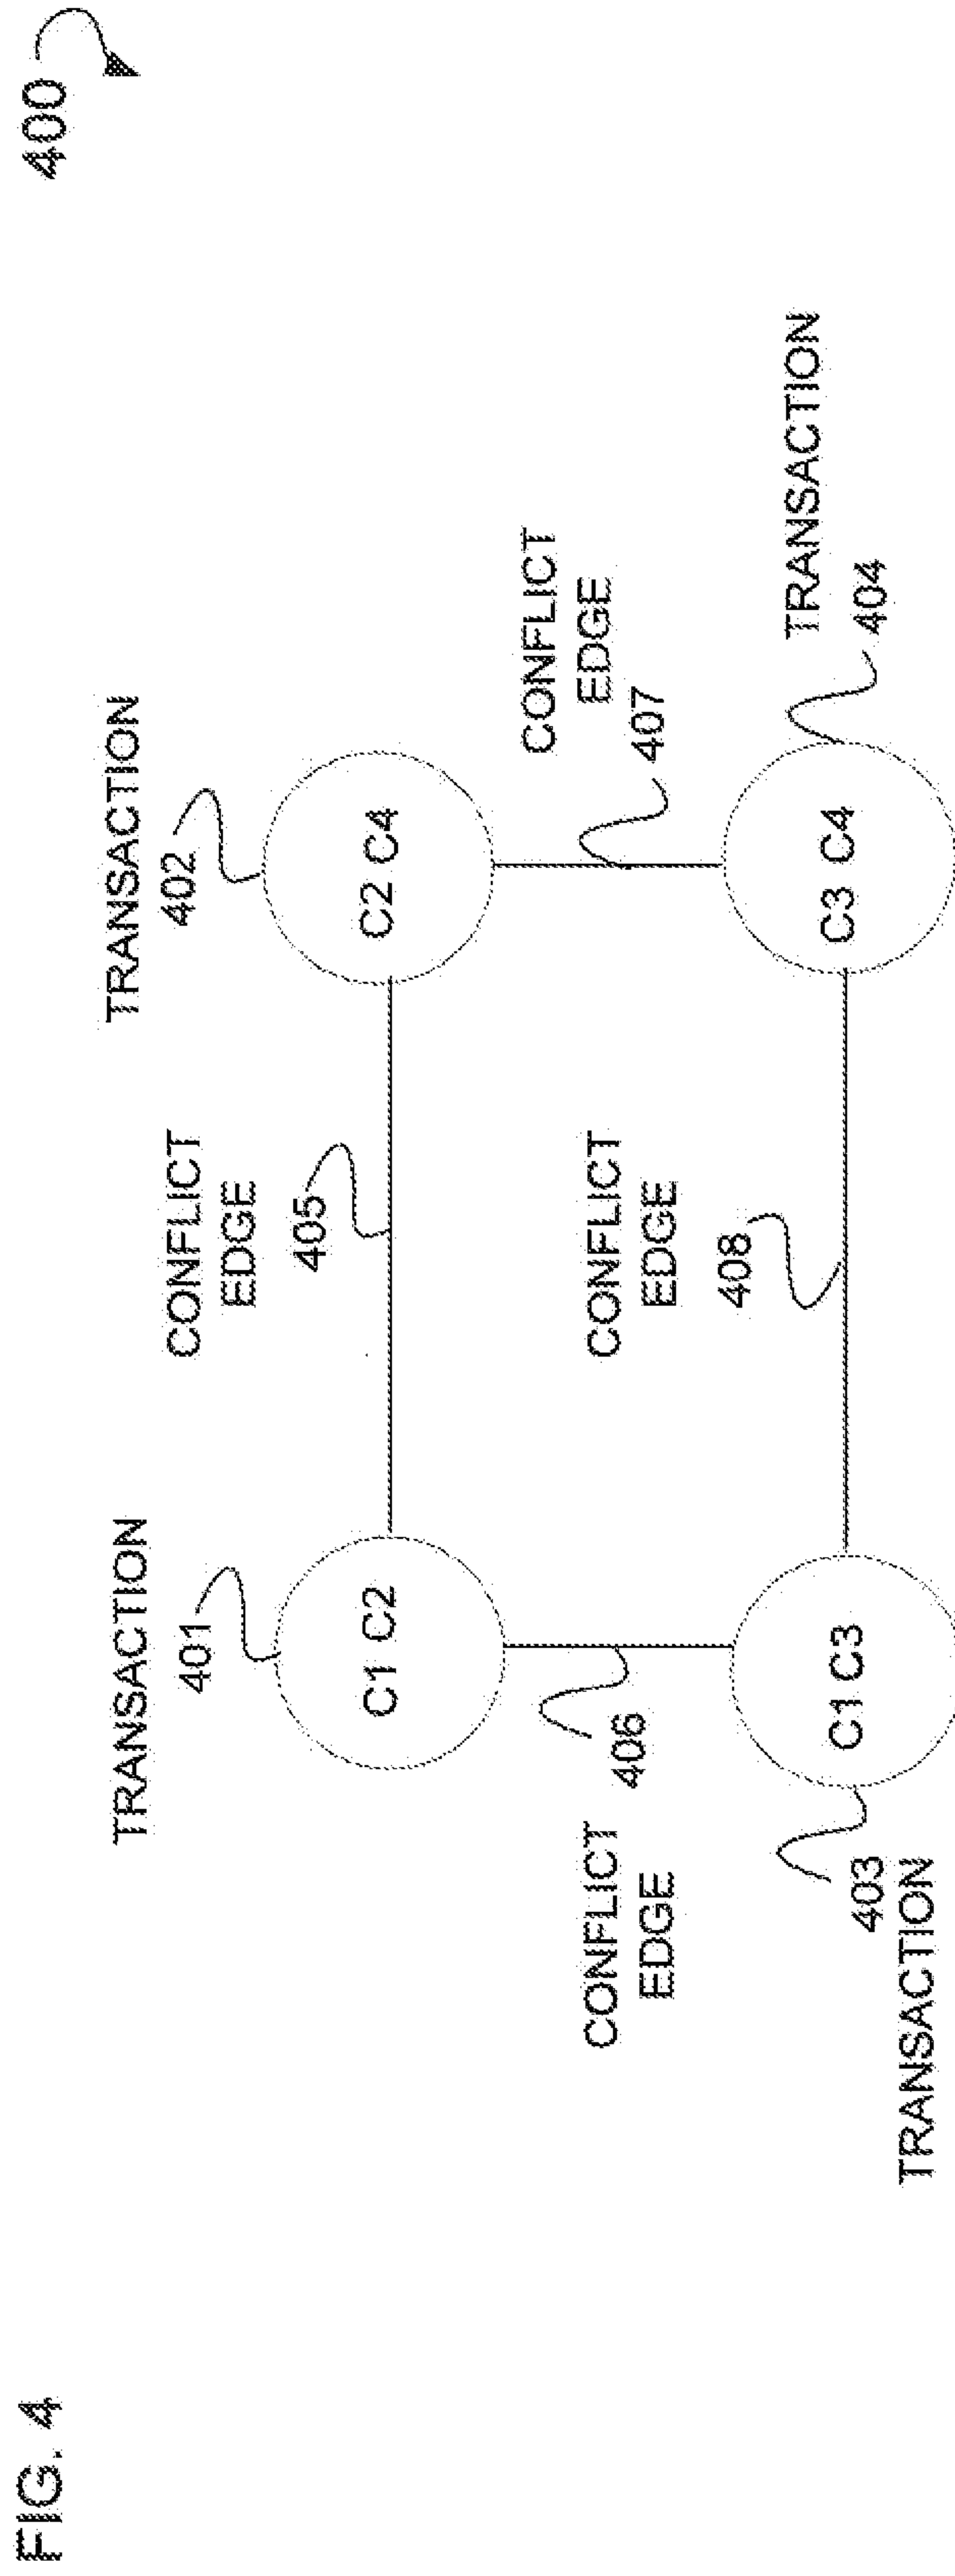 FIG. 4
400
TRANSACTION
401
C1 C2
CONFLICT
EDGE
405
TRANSACTION
402
C2 C4
CONFLICT
EDGE
406
CONFLICT
EDGE
408
CONFLICT
EDGE
407
C1 C3
403
TRANSACTION
C3 C4
TRANSACTION
404